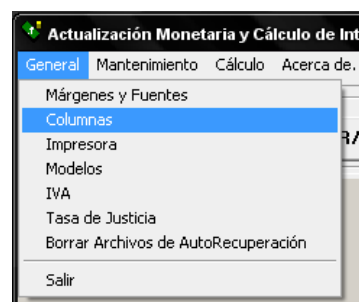 Actualización Monetaria y Cálculo de Int
General Mantenimiento Cálculo Acerca de.
Márgenes y Fuentes
Columnas
Impresora
Modelos
IVA
Tasa de Justicia
Borrar Archivos de AutoRecuperación
Salir